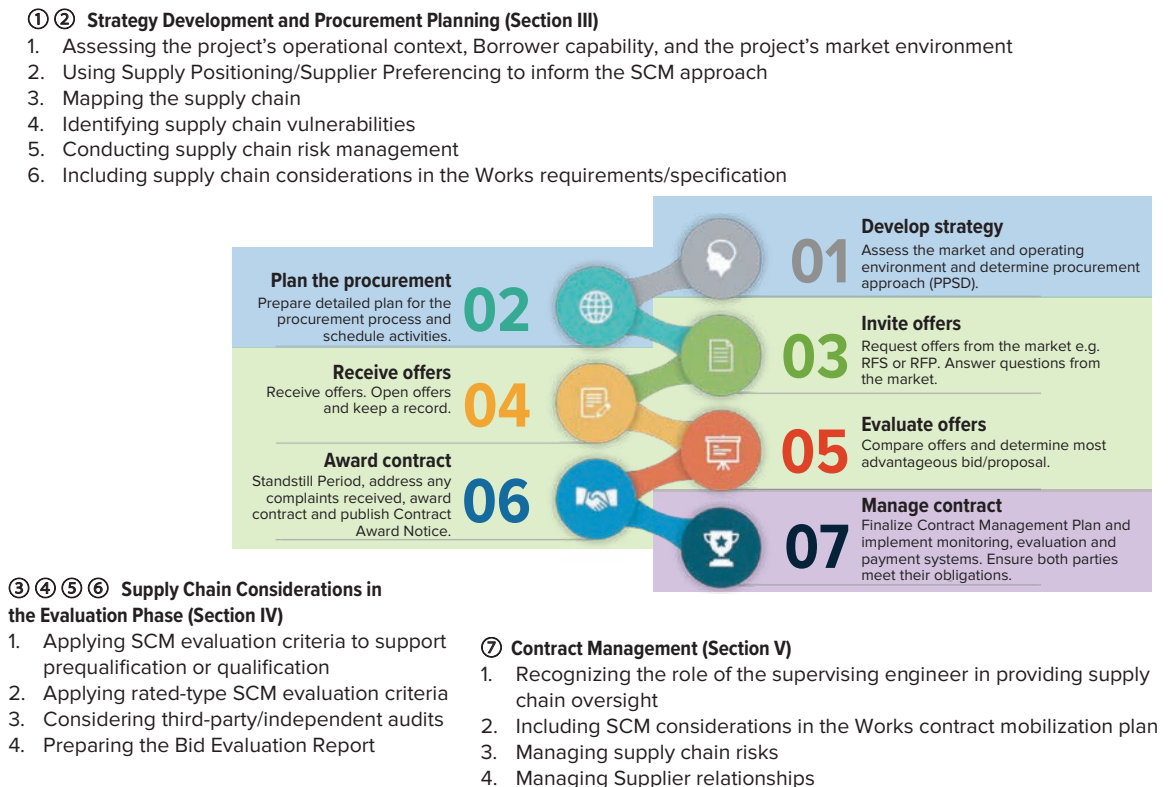 ① ② Strategy Development and Procurement Planning (Section III)
1. Assessing the project's operational context, Borrower capability, and the project's market environment
2. Using Supply Positioning/Supplier Preferencing to inform the SCM approach
3. Mapping the supply chain
4. Identifying supply chain vulnerabilities
5. Conducting supply chain risk management
6. Including supply chain considerations in the Works requirements/specification
01
Develop strategy
Assess the market and operating
environment and determine procurement
approach (PPSD).
Plan the procurement
Prepare detailed plan for the
procurement process and
schedule activities.
02
03
Invite offers
Request offers from the market e.g.
RFS or RFP. Answer questions from
the market.
Receive offers
Receive offers. Open offers
and keep a record.
04
05
Evaluate offers
Compare offers and determine most
advantageous bid/proposal.
Award contract
Standstill Period, address any
complaints received, award
contract and publish Contract
Award Notice.
06
07
Manage contract
Finalize Contract Management Plan and
implement monitoring, evaluation and
payment systems. Ensure both parties
meet their obligations.
③ ④ ⑤ ⑥ Supply Chain Considerations in
the Evaluation Phase (Section IV)
1. Applying SCM evaluation criteria to support
prequalification or qualification
2. Applying rated-type SCM evaluation criteria
3. Considering third-party/independent audits
4. Preparing the Bid Evaluation Report
⑦ Contract Management (Section V)
1. Recognizing the role of the supervising engineer in providing supply
chain oversight
2. Including SCM considerations in the Works contract mobilization plan
3. Managing supply chain risks
4. Managing Supplier relationships